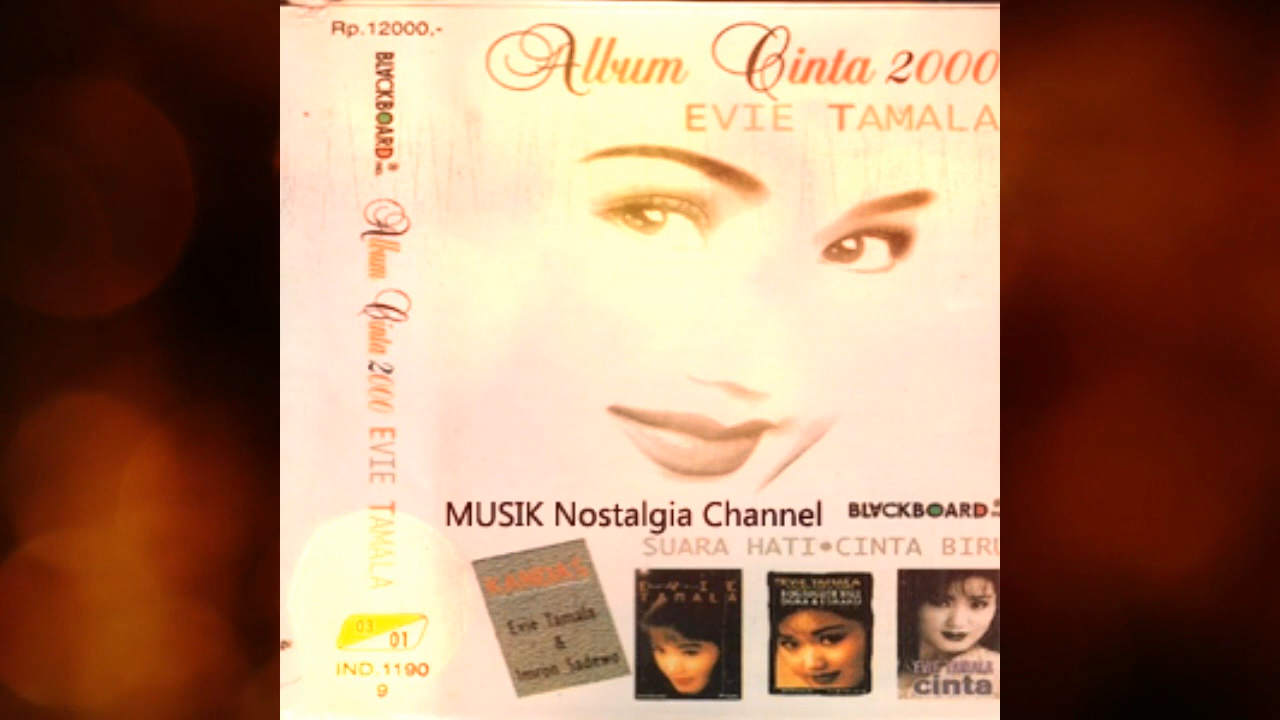 Rp.12000,-
BLACKBOARD
Album Cinta 2000 EVIE TAMALA
03
01
IND.1190
9
Album Cinta 2000
EVIE TAMALA
MUSIK Nostalgia Channel
BLACKBOARD
SUARA HATI•CINTA BIRU
KANDAS
Evie Tamala
&
Imron Sadewo
EVIE
TAMALA
EVIE TAMALA
EVIE TAMALA
cinta